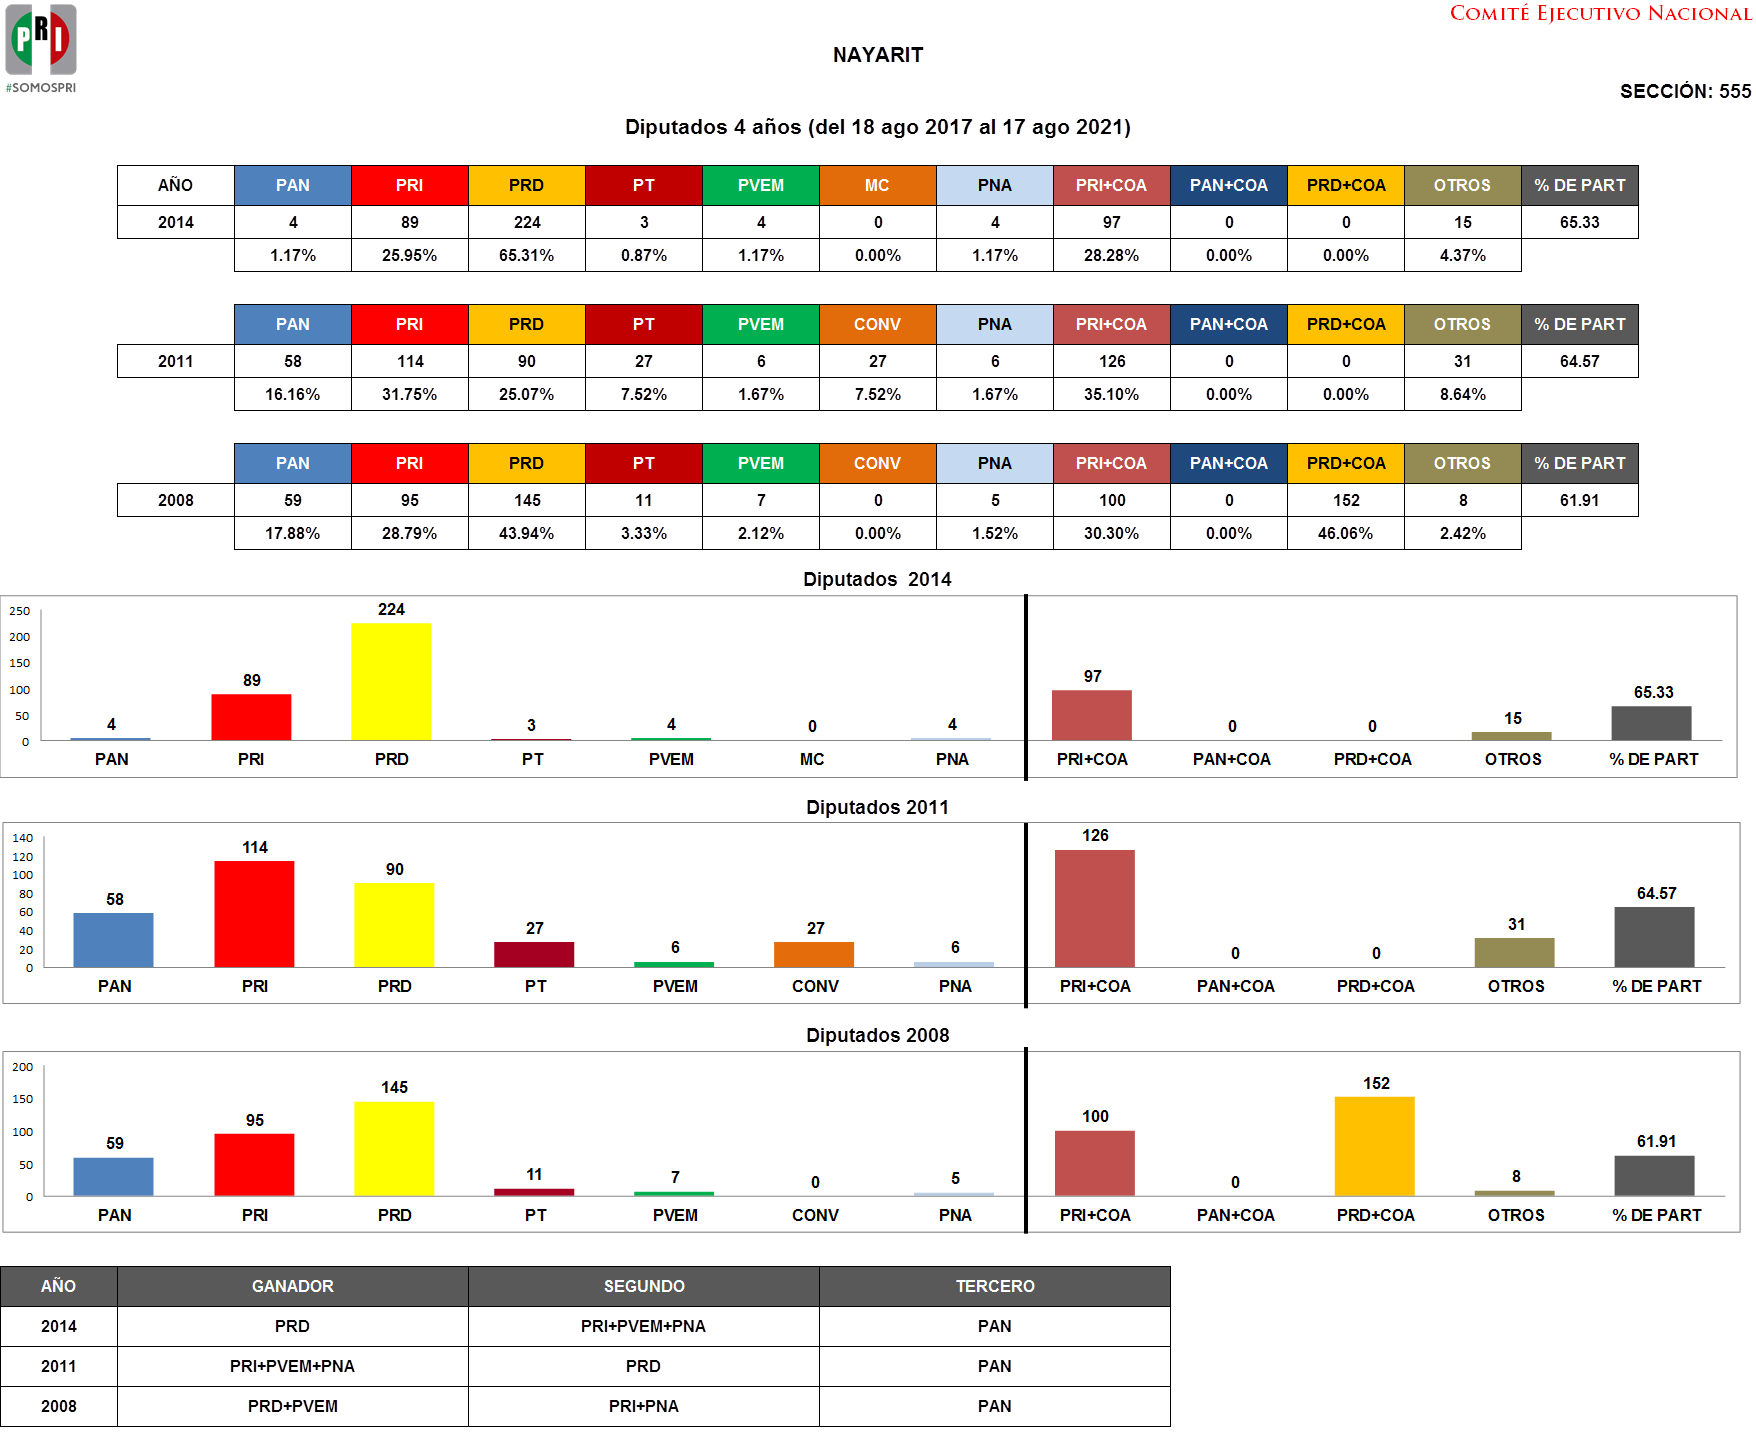 PRI
#SOMOSPRI
COMITÉ EJECUTIVO NACIONAL
NAYARIT
SECCIÓN: 555
Diputados 4 años (del 18 ago 2017 al 17 ago 2021)
AÑO PAN PRI PRD PT PVEM MC PNA PRI+COA PAN+COA PRD+COA OTROS % DE PART
2014 4 89 224 3 4 0 4 97 0 0 15 65.33
1.17% 25.95% 65.31% 0.87% 1.17% 0.00% 1.17% 28.28% 0.00% 0.00% 4.37%
PAN PRI PRD PT PVEM CONV PNA PRI+COA PAN+COA PRD+COA OTROS % DE PART
2011 58 114 90 27 6 27 6 126 0 0 31 64.57
16.16% 31.75% 25.07% 7.52% 1.67% 7.52% 1.67% 35.10% 0.00% 0.00% 8.64%
PAN PRI PRD PT PVEM CONV PNA PRI+COA PAN+COA PRD+COA OTROS % DE PART
2008 59 95 145 11 7 0 5 100 0 152 8 61.91
17.88% 28.79% 43.94% 3.33% 2.12% 0.00% 1.52% 30.30% 0.00% 46.06% 2.42%
Diputados 2014
250
200
150
100
50
0
4 89 224 3 4 0 4 97 0 0 15 65.33
PAN PRI PRD PT PVEM MC PNA PRI+COA PAN+COA PRD+COA OTROS % DE PART
Diputados 2011
140
120
100
80
60
40
20
0
58 114 90 27 6 27 6 126 0 0 31 64.57
PAN PRI PRD PT PVEM CONV PNA PRI+COA PAN+COA PRD+COA OTROS % DE PART
Diputados 2008
200
150
100
50
0
59 95 145 11 7 0 5 100 0 152 8 61.91
PAN PRI PRD PT PVEM CONV PNA PRI+COA PAN+COA PRD+COA OTROS % DE PART
AÑO GANADOR SEGUNDO TERCERO
2014 PRD PRI+PVEM+PNA PAN
2011 PRI+PVEM+PNA PRD PAN
2008 PRD+PVEM PRI+PNA PAN